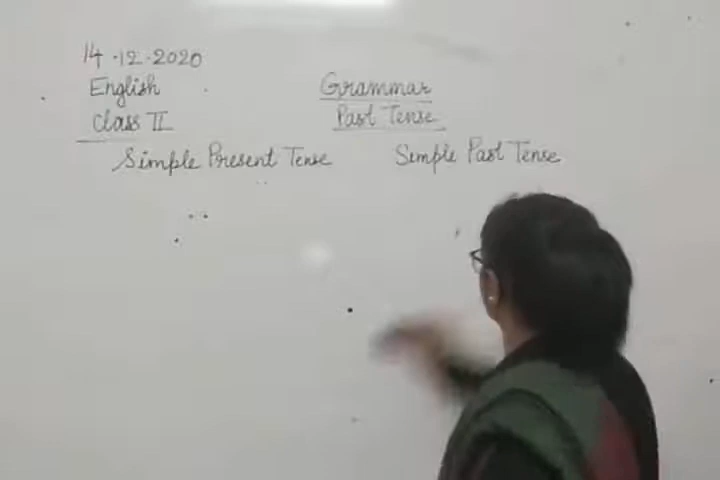 14.12.2020
English
Class II
Grammar
Past Tense
Simple Present Tense
Simple Past Tense